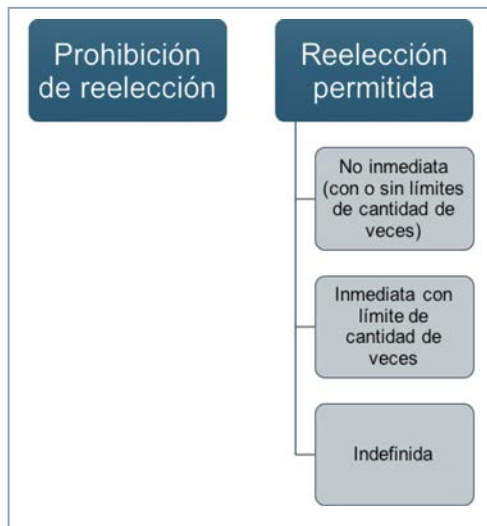 Prohibición
de reelección
Reelección
permitida
No inmediata
(con o sin límites
de cantidad de
veces)
Inmediata con
límite de
cantidad de
veces
Indefinida